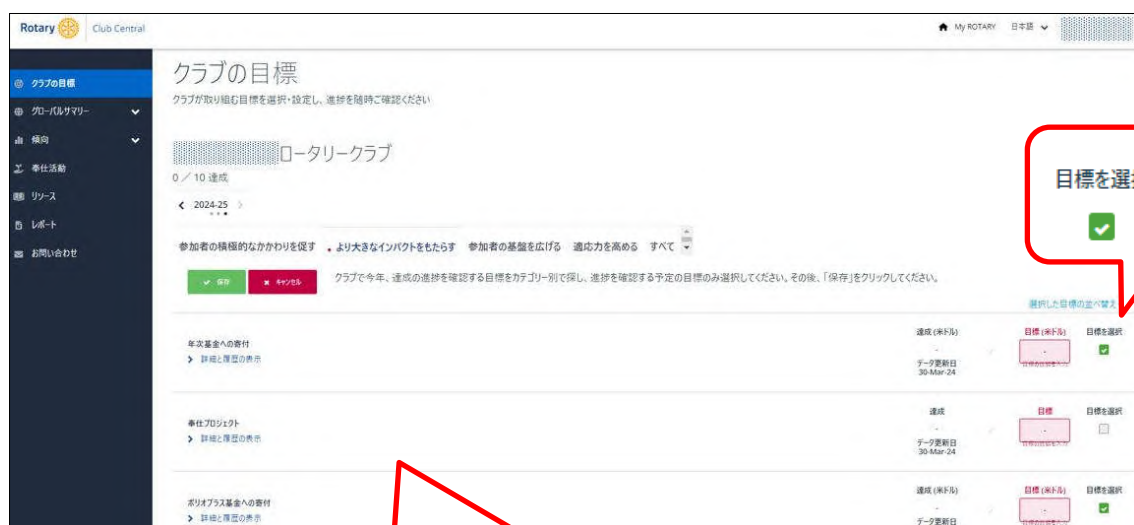 Rotary Club Central
My ROTARY 日本語
クラブの目標
グローバルサマリー
傾向
奉仕活動
リソース
レポート
お問い合わせ
クラブの目標
クラブが取り組む目標を選択・設定し、進捗を随時ご確認ください
ロータリークラブ
0 / 10 達成
2024-25
参加者の積極的なかかわりを促す より大きなインパクトをもたらす 参加者の基盤を広げる 適応力を高める すべて
保存 キャンセル クラブで今年、達成の進捗を確認する目標をカテゴリー別で探し、進捗を確認する予定の目標のみ選択してください。その後、「保存」をクリックしてください。
目標を選
選択した目標の並べ替え
年次基金への寄付
詳細と履歴の表示
達成 (米ドル)
-
データ更新日
30-Mar-24
目標 (米ドル)
-
目標を選択
奉仕プロジェクト
詳細と履歴の表示
達成
-
データ更新日
30-Mar-24
目標
-
目標を選択
ポリオプラス基金への寄付
詳細と履歴の表示
達成 (米ドル)
-
データ更新日
目標 (米ドル)
-
目標を選択